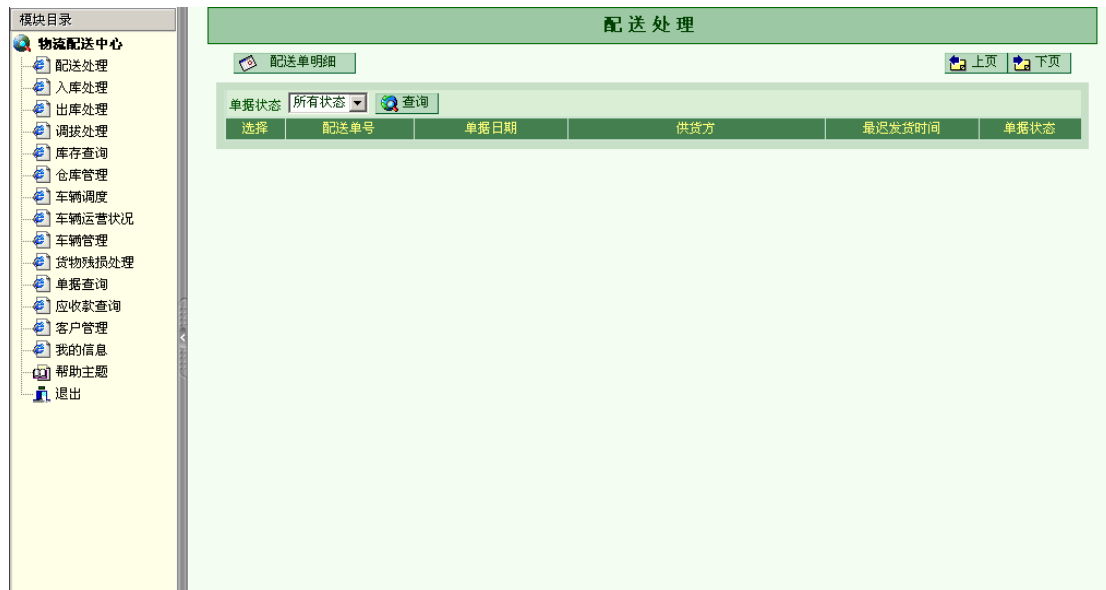 模块目录
物流配送中心
配送处理
入库处理
出库处理
调拔处理
库存查询
仓库管理
车辆调度
车辆运营状况
车辆管理
货物残损处理
单据查询
应收款查询
客户管理
我的信息
帮助主题
退出
配送处理
配送单明细 上页 下页
单据状态 所有状态 查询
选择 配送单号 单据日期 供货方 最迟发货时间 单据状态